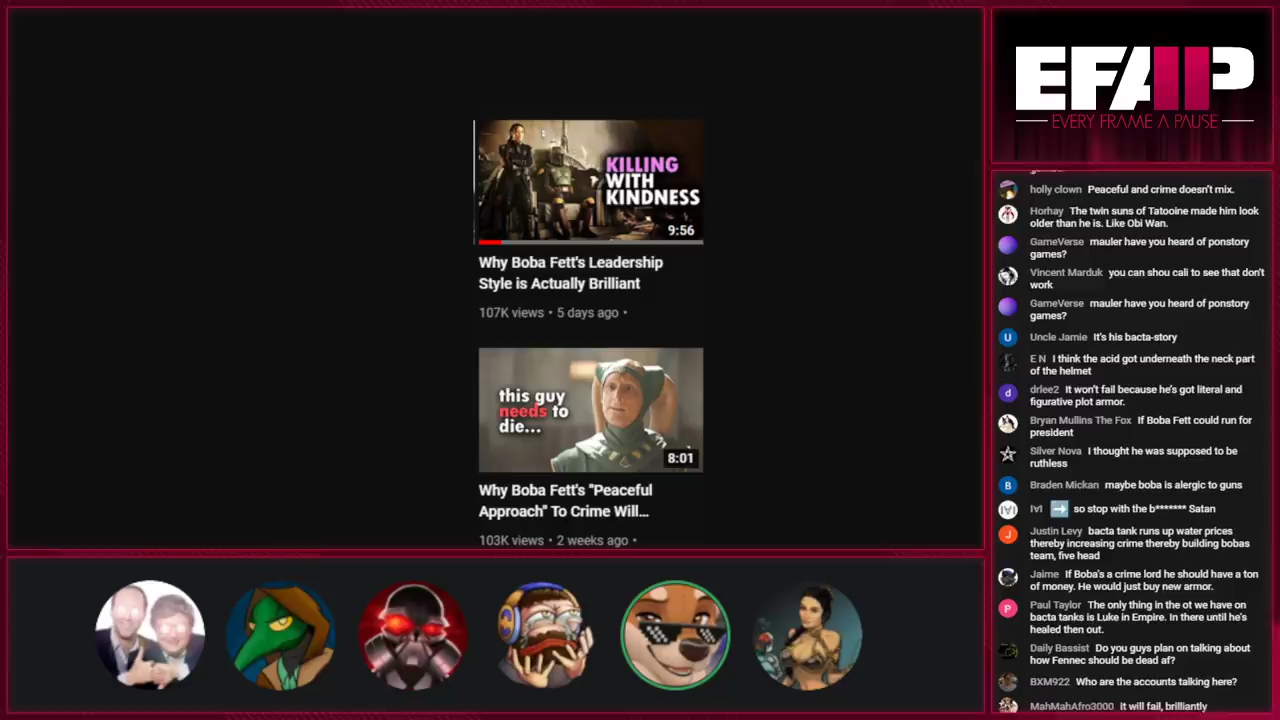 KILLING
WITH
KINDNESS
9:56
Why Boba Fett's Leadership
Style is Actually Brilliant
107K views • 5 days ago •
this guy
needs to
die...
8:01
Why Boba Fett's "Peaceful
Approach" To Crime Will...
103K views • 2 weeks ago •
EFAP
EVERY FRAME A PAUSE
holly clown Peaceful and crime doesn't mix.
Horhay The twin suns of Tatooine made him look
older than he is. Like Obi Wan.
GameVerse mauler have you heard of ponstory
games?
Vincent Marduk you can shou cali to see that don't
work
GameVerse mauler have you heard of ponstory
games?
U
Uncle Jamie It's his bacta-story
E N I think the acid got underneath the neck part
of the helmet
d
drlee2 It won't fail because he's got literal and
figurative plot armor.
Bryan Mullins The Fox If Boba Fett could run for
president
Silver Nova I thought he was supposed to be
ruthless
B
Braden Mickan maybe boba is alergic to guns
IVI ➡ so stop with the b******* Satan
J
Justin Levy bacta tank runs up water prices
thereby increasing crime thereby building bobas
team, five head
Jaime If Boba's a crime lord he should have a ton
of money. He would just buy new armor.
P
Paul Taylor The only thing in the ot we have on
bacta tanks is Luke in Empire. In there until he's
healed then out.
Daily Bassist Do you guys plan on talking about
how Fennec should be dead af?
BXM922 Who are the accounts talking here?
MahMahAfro3000 it will fail, brilliantly